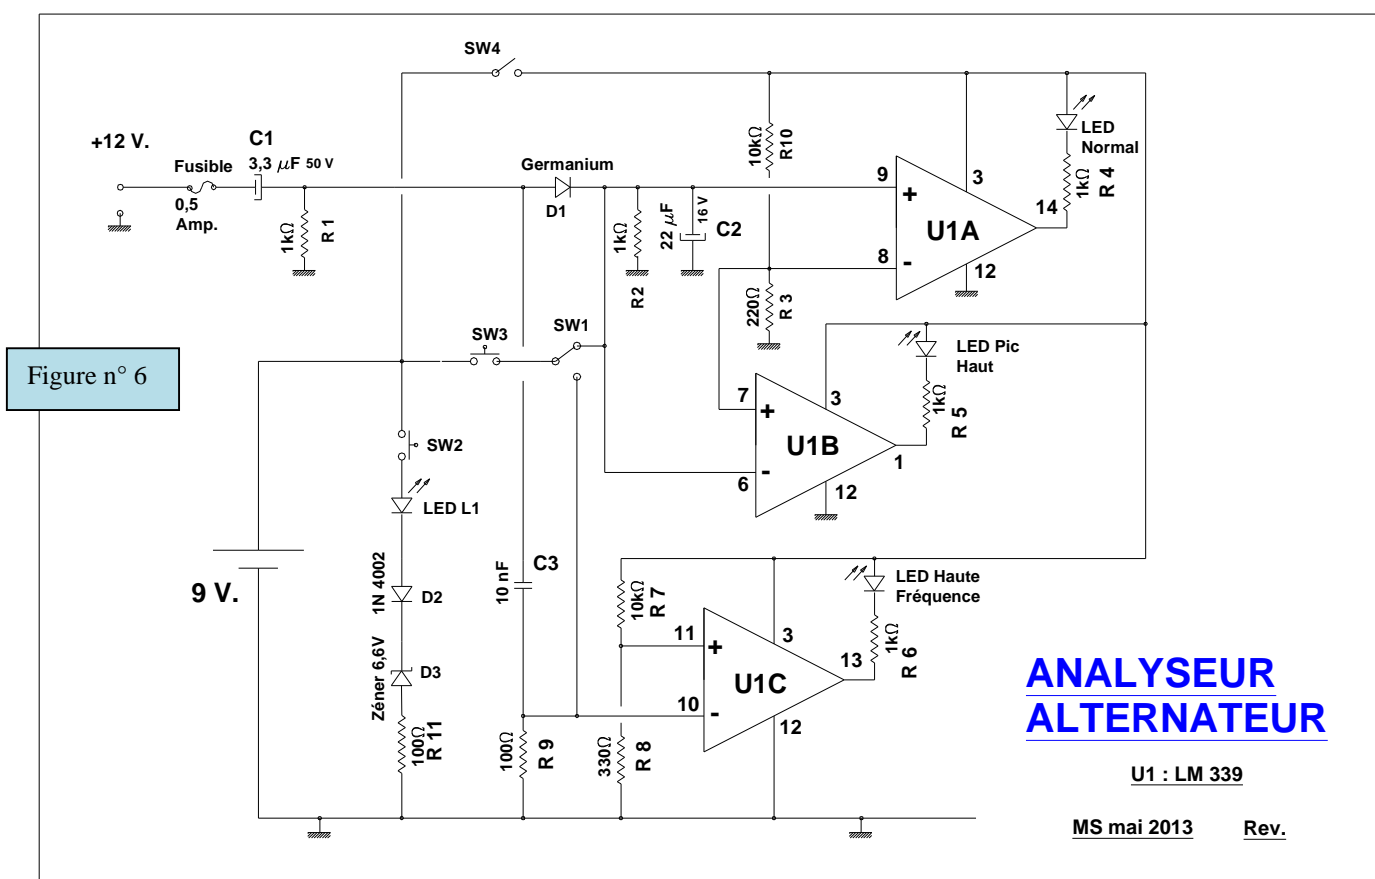 SW4
+12 V.
C1
3,3 µF 50 V
Fusible
0,5
Amp.
1kΩ
R 1
Germanium
D1
1kΩ
R2
22 µF
16 V
C2
10kΩ
R10
220Ω
R 3
9
+
8
-
U1A
3
12
14
LED
Normal
1kΩ
R 4
Figure n° 6
SW3
SW1
SW2
LED L1
7
+
6
-
U1B
3
12
1
LED Pic
Haut
1kΩ
R 5
9 V.
1N 4002
D2
Zéner 6,6V
D3
100Ω
R 11
10 nF
C3
100Ω
R 9
10kΩ
R 7
330Ω
R 8
11
+
10
-
U1C
3
12
13
LED Haute
Fréquence
1kΩ
R 6
ANALYSEUR
ALTERNATEUR
U1 : LM 339
MS mai 2013 Rev.